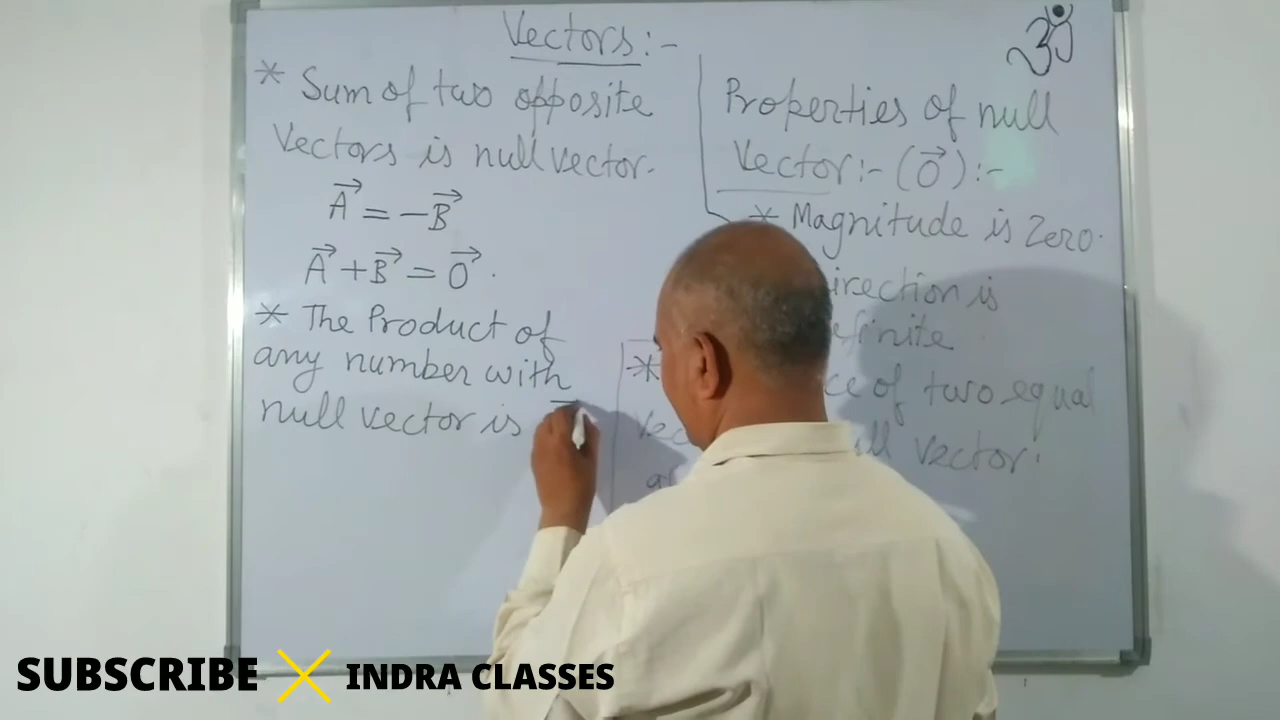 Vectors:-
* Sum of two opposite
Vectors is null vector.
A⃗ = -B⃗
A⃗ + B⃗ = 0⃗.
* The Product of
any number with
null vector is
ॐ
Properties of null
Vector:- (0⃗):-
* Magnitude is Zero.
irection is
efinite
*
ce of two equal
Vec ll vector.
SUBSCRIBE INDRA CLASSES